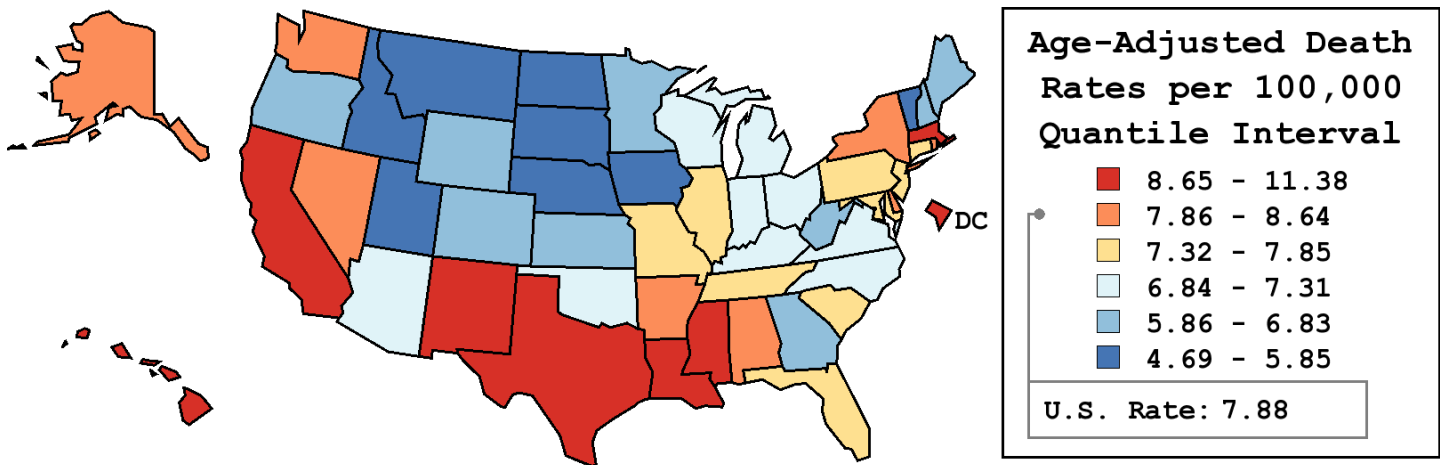 Age-Adjusted Death
Rates per 100,000
Quantile Interval
8.65 - 11.38
7.86 - 8.64
7.32 - 7.85
6.84 - 7.31
5.86 - 6.83
4.69 - 5.85
U.S. Rate: 7.88
DC